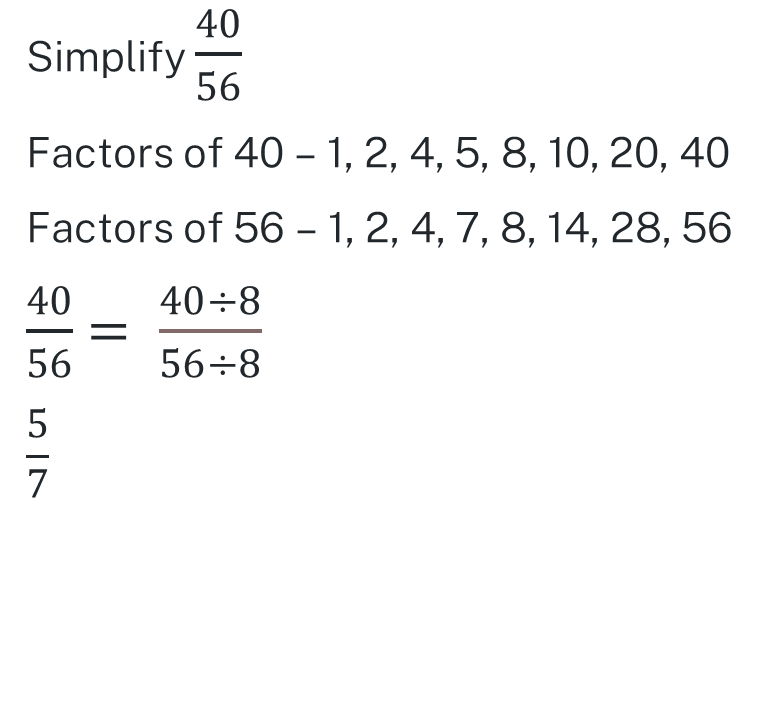 Simplify 40/56
Factors of 40 – 1, 2, 4, 5, 8, 10, 20, 40
Factors of 56 – 1, 2, 4, 7, 8, 14, 28, 56
40/56 = 40÷8/56÷8
5/7